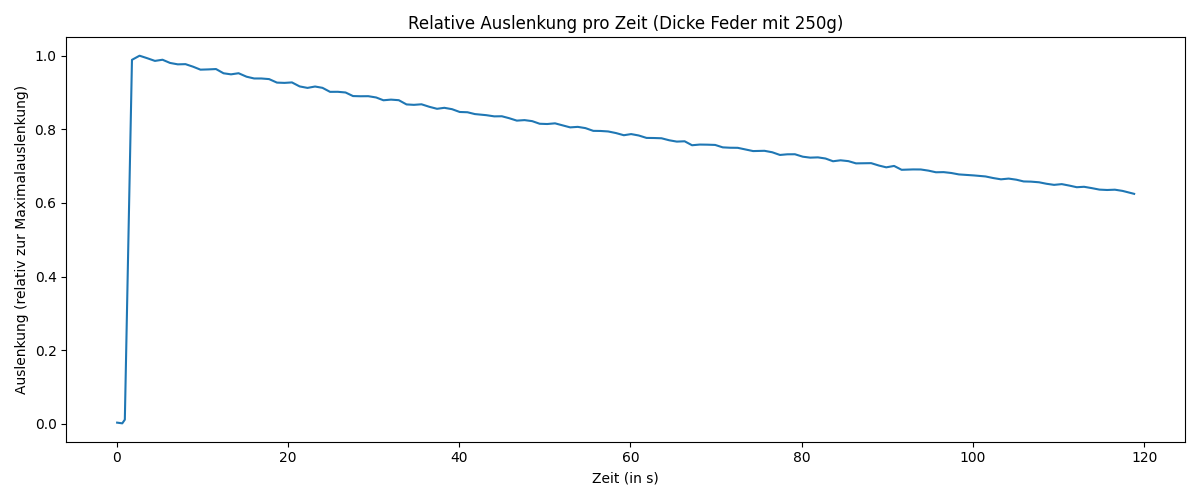 Relative Auslenkung pro Zeit (Dicke Feder mit 250g)
Auslenkung (relativ zur Maximalauslenkung)
1.0
0.8
0.6
0.4
0.2
0.0
0 20 40 60 80 100 120
Zeit (in s)